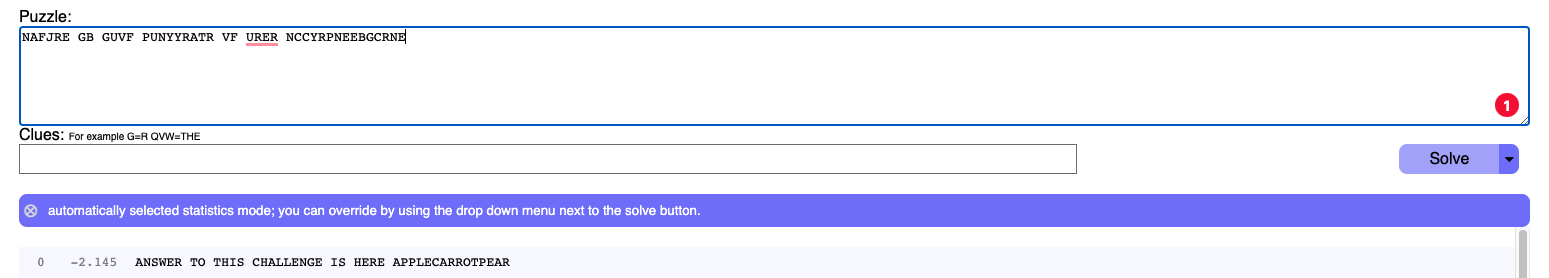 Puzzle:
NAFJRE GB GUVF PUNYYRATR VF URER NCCYRPNEEBGCRNE
1
Clues: For example G=R QVW=THE
Solve
automatically selected statistics mode; you can override by using the drop down menu next to the solve button.
0 -2.145 ANSWER TO THIS CHALLENGE IS HERE APPLECARROTPEAR